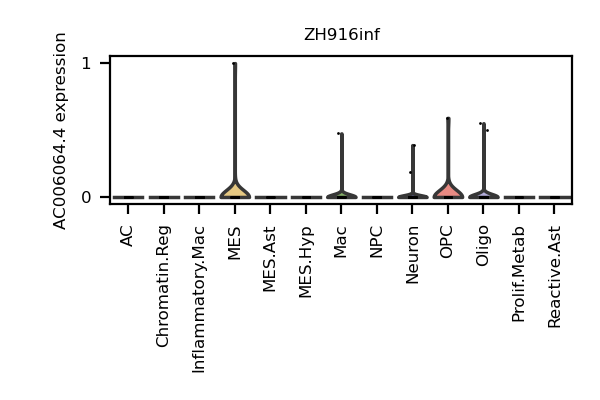 ZH916inf
AC006064.4 expression
1
0
AC
Chromatin.Reg
Inflammatory.Mac
MES
MES.Ast
MES.Hyp
Mac
NPC
Neuron
OPC
Oligo
Prolif.Metab
Reactive.Ast